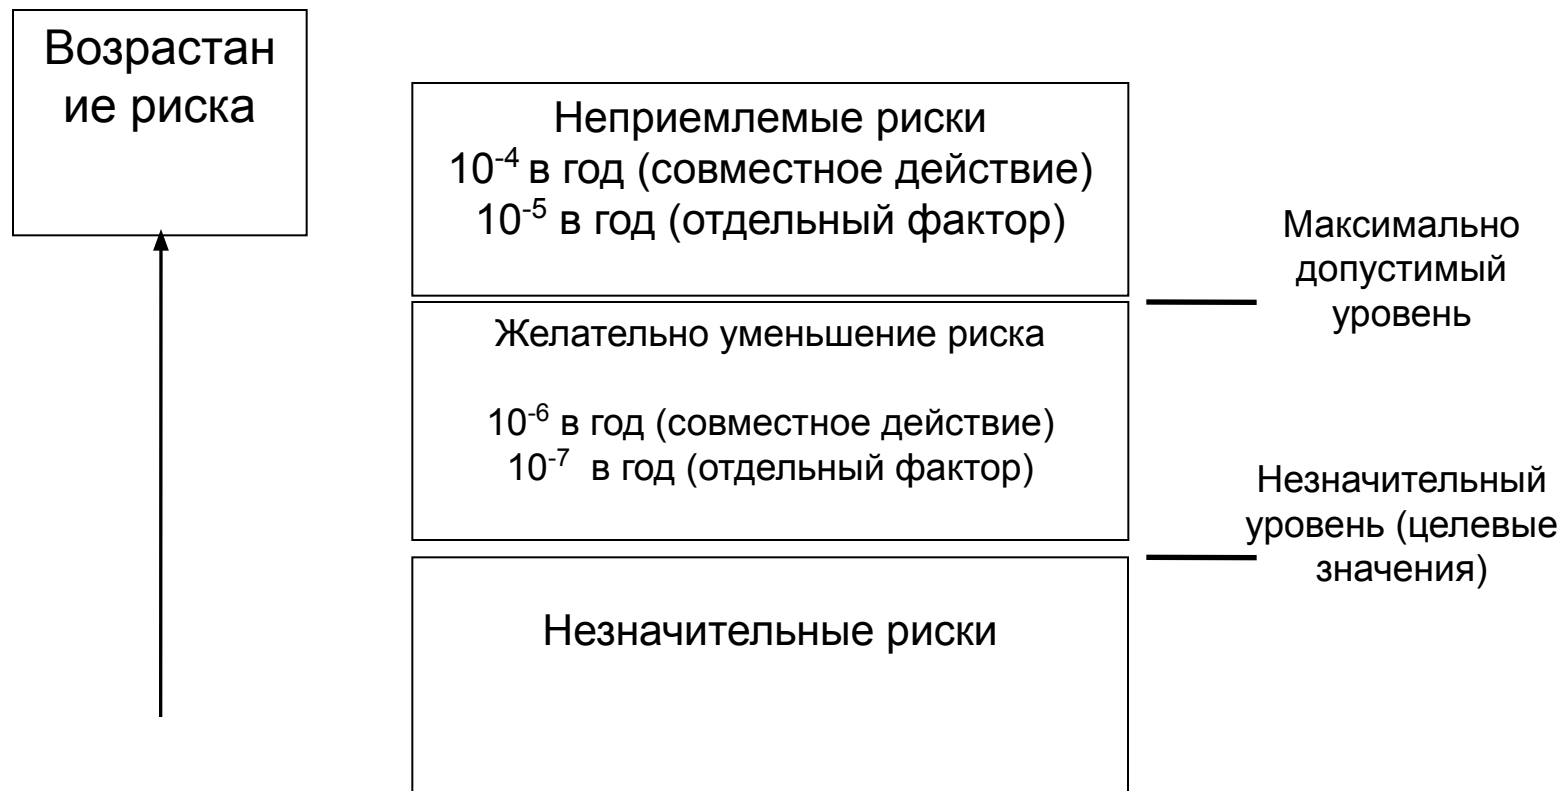 Возрастан
ие риска
Неприемлемые риски
10⁻⁴ в год (совместное действие)
10⁻⁵ в год (отдельный фактор)
Максимально
допустимый
уровень
Желательно уменьшение риска
10⁻⁶ в год (совместное действие)
10⁻⁷ в год (отдельный фактор)
Незначительный
уровень (целевые
значения)
Незначительные риски